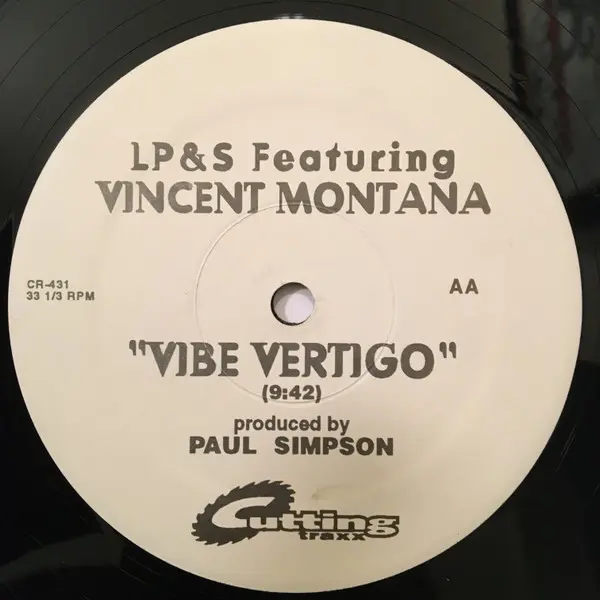 LP&S Featuring
VINCENT MONTANA
CR-431
33 1/3 RPM
AA
"VIBE VERTIGO"
(9:42)
produced by
PAUL SIMPSON
Cutting
traxx